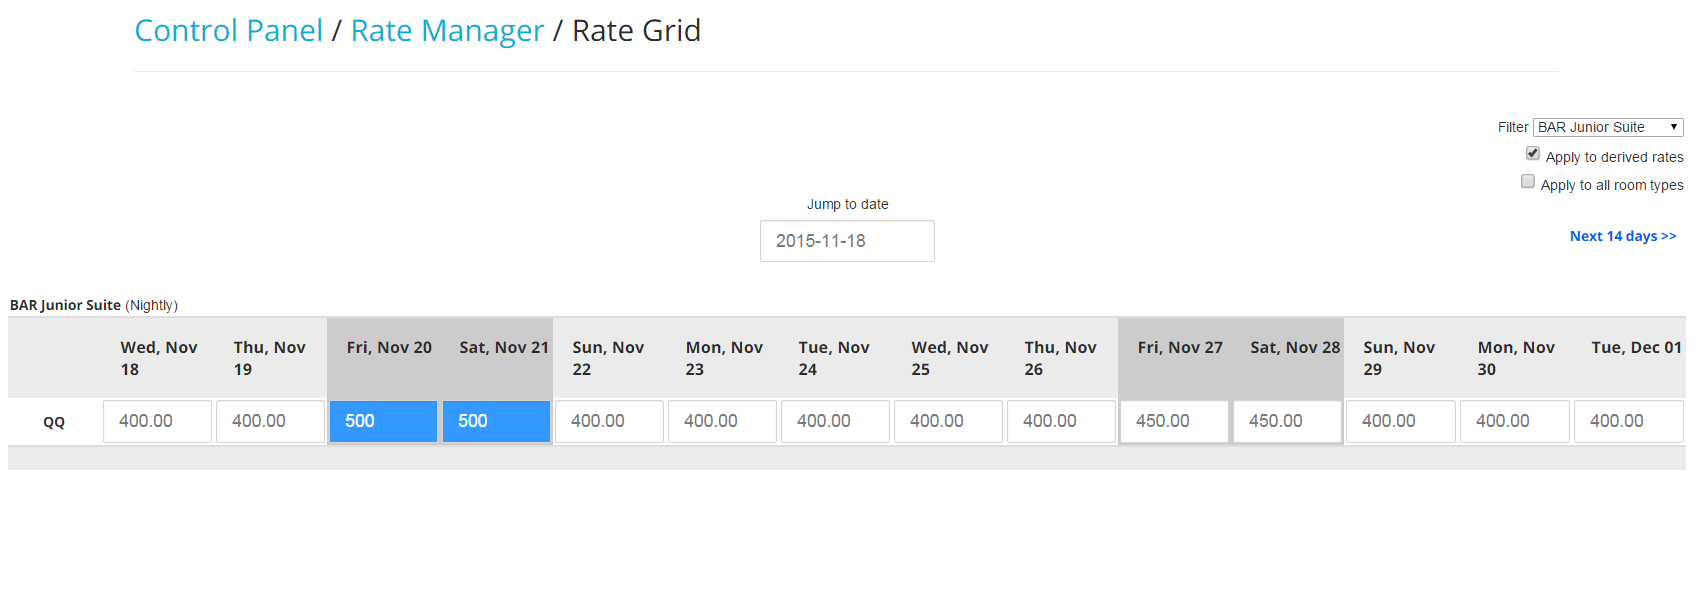 Control Panel / Rate Manager / Rate Grid
Filter BAR Junior Suite
Apply to derived rates
Apply to all room types
Jump to date
2015-11-18
Next 14 days >>
BAR Junior Suite (Nightly)
Wed, Nov 18 Thu, Nov 19 Fri, Nov 20 Sat, Nov 21 Sun, Nov 22 Mon, Nov 23 Tue, Nov 24 Wed, Nov 25 Thu, Nov 26 Fri, Nov 27 Sat, Nov 28 Sun, Nov 29 Mon, Nov 30 Tue, Dec 01
QQ 400.00 400.00 500 500 400.00 400.00 400.00 400.00 400.00 450.00 450.00 400.00 400.00 400.00